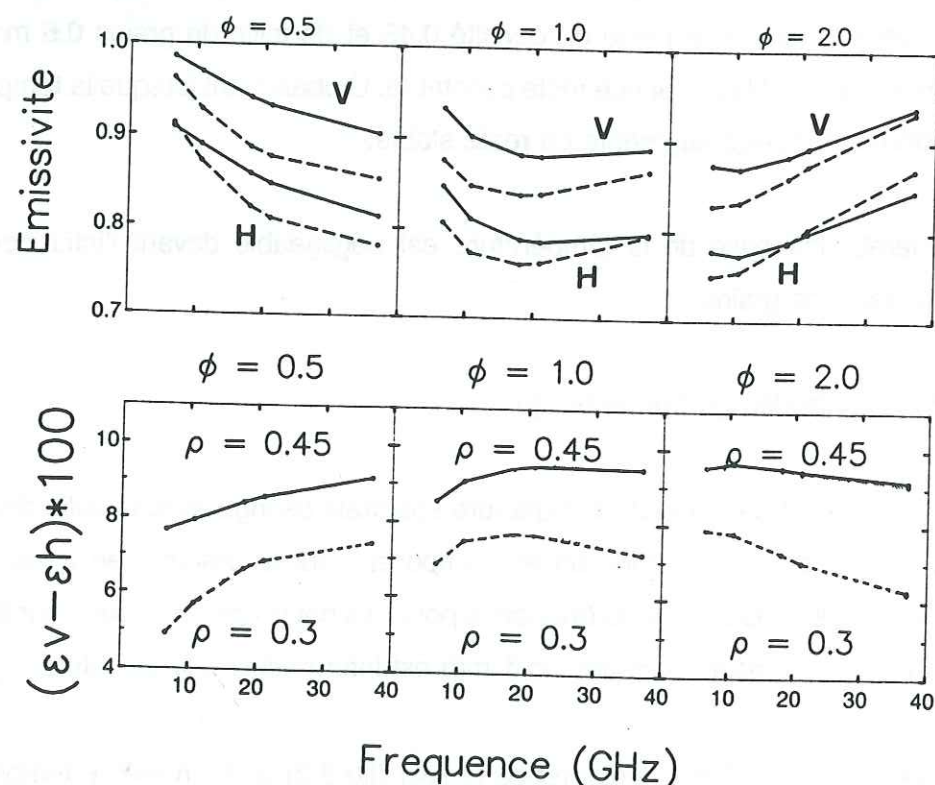 ϕ = 0.5
ϕ = 1.0
ϕ = 2.0
Emissivite
1.0
0.9
0.8
0.7
V
H
V
H
V
H
ϕ = 0.5
ϕ = 1.0
ϕ = 2.0
(εv−εh)*100
10
8
6
4
ρ = 0.45
ρ = 0.3
ρ = 0.45
ρ = 0.3
ρ = 0.45
ρ = 0.3
10 20 30 40 10 20 30 40 10 20 30 40
Frequence (GHz)